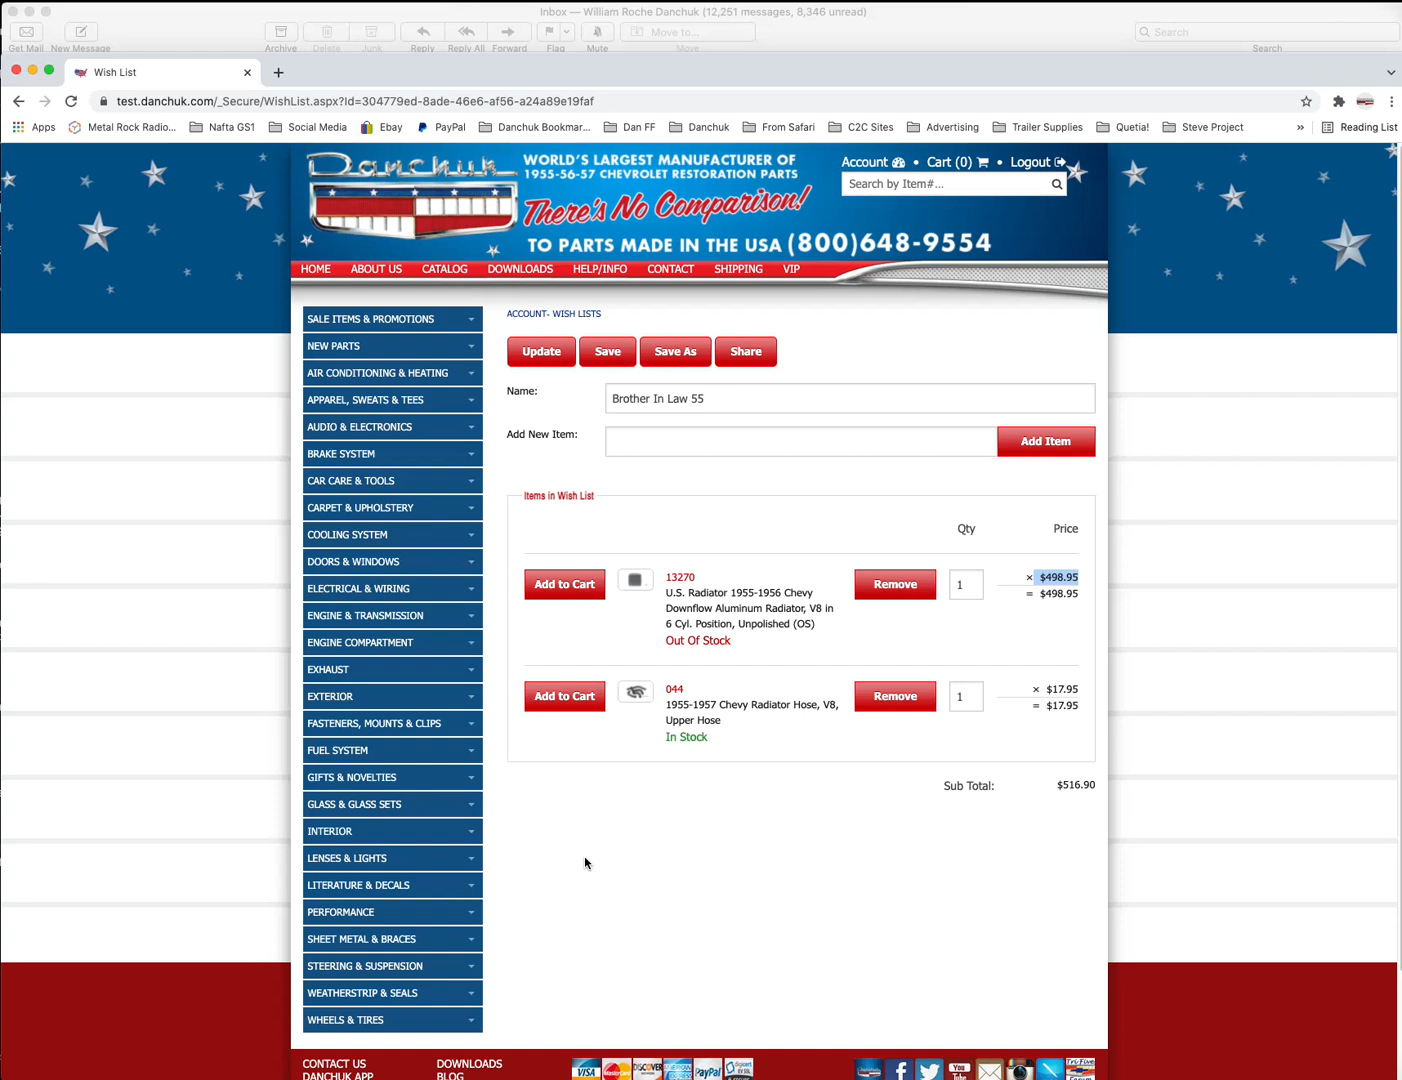 Inbox — William Roche Danchuk (12,251 messages, 8,346 unread)
Get Mail New Message Archive Delete Junk Reply Reply All Forward Flag Mute Move to... Move Search Search
Wish List
test.danchuk.com/_Secure/WishList.aspx?Id=304779ed-8ade-46e6-af56-a24a89e19faf
Apps Metal Rock Radio... Nafta GS1 Social Media Ebay PayPal Danchuk Bookmar... Dan FF Danchuk From Safari C2C Sites Advertising Trailer Supplies Quetia! Steve Project » Reading List
Danchuk
WORLD'S LARGEST MANUFACTURER OF
1955-56-57 CHEVROLET RESTORATION PARTS
There's No Comparison!
TO PARTS MADE IN THE USA (800)648-9554
Account • Cart (0) • Logout
Search by Item#...
HOME ABOUT US CATALOG DOWNLOADS HELP/INFO CONTACT SHIPPING VIP
SALE ITEMS & PROMOTIONS
NEW PARTS
AIR CONDITIONING & HEATING
APPAREL, SWEATS & TEES
AUDIO & ELECTRONICS
BRAKE SYSTEM
CAR CARE & TOOLS
CARPET & UPHOLSTERY
COOLING SYSTEM
DOORS & WINDOWS
ELECTRICAL & WIRING
ENGINE & TRANSMISSION
ENGINE COMPARTMENT
EXHAUST
EXTERIOR
FASTENERS, MOUNTS & CLIPS
FUEL SYSTEM
GIFTS & NOVELTIES
GLASS & GLASS SETS
INTERIOR
LENSES & LIGHTS
LITERATURE & DECALS
PERFORMANCE
SHEET METAL & BRACES
STEERING & SUSPENSION
WEATHERSTRIP & SEALS
WHEELS & TIRES
ACCOUNT- WISH LISTS
Update Save Save As Share
Name: Brother In Law 55
Add New Item: Add Item
Items in Wish List
Qty Price
Add to Cart 13270 Remove 1 × $498.95
U.S. Radiator 1955-1956 Chevy = $498.95
Downflow Aluminum Radiator, V8 in
6 Cyl. Position, Unpolished (OS)
Out Of Stock
Add to Cart 044 Remove 1 × $17.95
1955-1957 Chevy Radiator Hose, V8, = $17.95
Upper Hose
In Stock
Sub Total: $516.90
CONTACT US DOWNLOADS
DANCHUK APP BLOG
VISA MasterCard DISCOVER PayPal You Tube Tri-Five